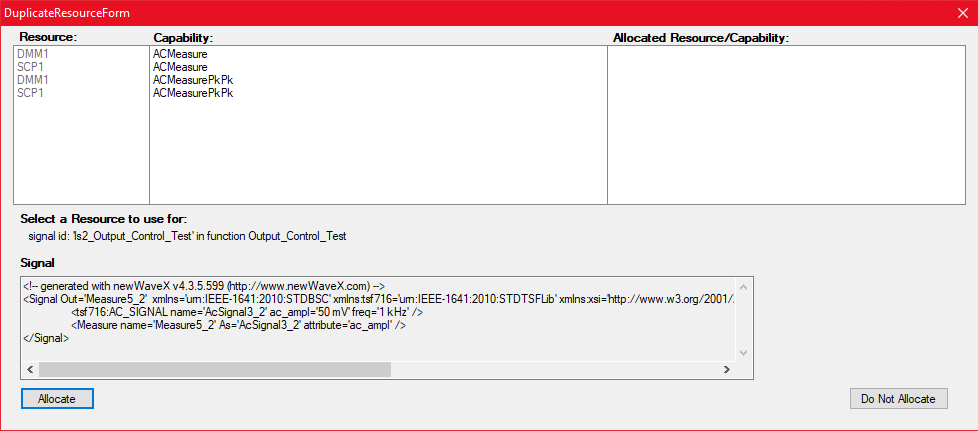 DuplicateResourceForm
Resource: Capability: Allocated Resource/Capability:
DMM1 ACMeasure
SCP1 ACMeasure
DMM1 ACMeasurePkPk
SCP1 ACMeasurePkPk
Select a Resource to use for:
signal id: 'Is2_Output_Control_Test' in function Output_Control_Test
Signal
<!-- generated with newWaveX v4.3.5.599 (http://www.newWaveX.com) -->
<Signal Out='Measure5_2' xmlns='urn:IEEE-1641:2010:STDBSC' xmlns:tsf716='urn:IEEE-1641:2010:STDTSFLib' xmlns:xsi='http://www.w3.org/2001/
<tsf716:AC_SIGNAL name='AcSignal3_2' ac_ampl='50 mV' freq='1 kHz' />
<Measure name='Measure5_2' As='AcSignal3_2' attribute='ac_ampl' />
</Signal>
Allocate Do Not Allocate